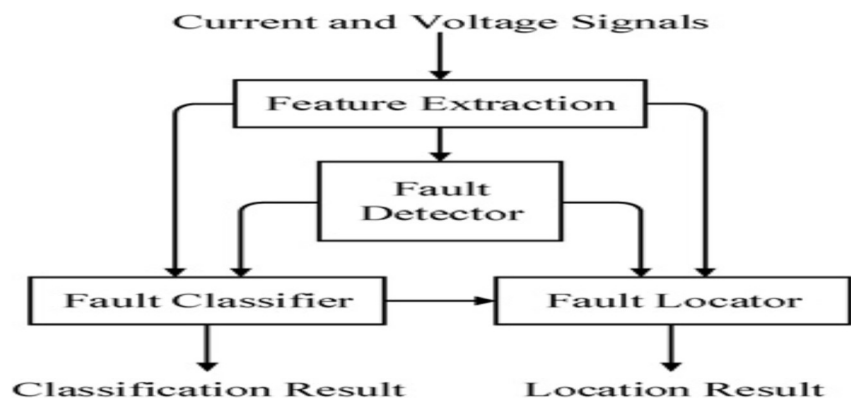 Current and Voltage Signals
Feature Extraction
Fault
Detector
Fault Classifier
Fault Locator
Classification Result
Location Result